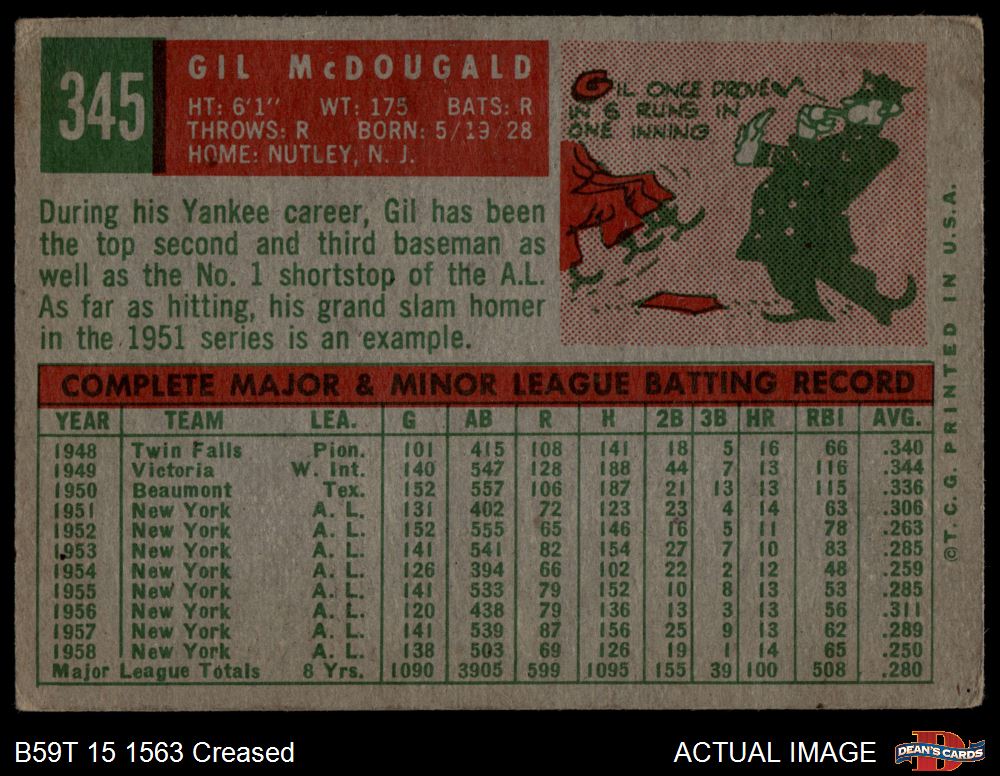 345
GIL McDOUGALD
HT: 6'1" WT: 175 BATS: R
THROWS: R BORN: 5/19/28
HOME: NUTLEY, N. J.
GIL ONCE DROVE
IN 6 RUNS IN
ONE INNING
During his Yankee career, Gil has been
the top second and third baseman as
well as the No. 1 shortstop of the A.L.
As far as hitting, his grand slam homer
in the 1951 series is an example.
COMPLETE MAJOR & MINOR LEAGUE BATTING RECORD
YEAR TEAM LEA. G AB R H 2B 3B HR RBI AVG.
1948 Twin Falls Pion. 101 415 108 141 18 5 16 66 .340
1949 Victoria W. Int. 140 547 128 188 44 7 13 116 .344
1950 Beaumont Tex. 152 557 106 187 21 13 13 115 .336
1951 New York A. L. 131 402 72 123 23 4 14 63 .306
1952 New York A. L. 152 555 65 146 16 5 11 78 .263
1953 New York A. L. 141 541 82 154 27 7 10 83 .285
1954 New York A. L. 126 394 66 102 22 2 12 48 .259
1955 New York A. L. 141 533 79 152 10 8 13 53 .285
1956 New York A. L. 120 438 79 136 13 3 13 56 .311
1957 New York A. L. 141 539 87 156 25 9 13 62 .289
1958 New York A. L. 138 503 69 126 19 1 14 65 .250
Major League Totals 8 Yrs. 1090 3905 599 1095 155 39 100 508 .280
©T.C.G. PRINTED IN U.S.A.
B59T 15 1563 Creased
ACTUAL IMAGE
DEAN'S CARDS